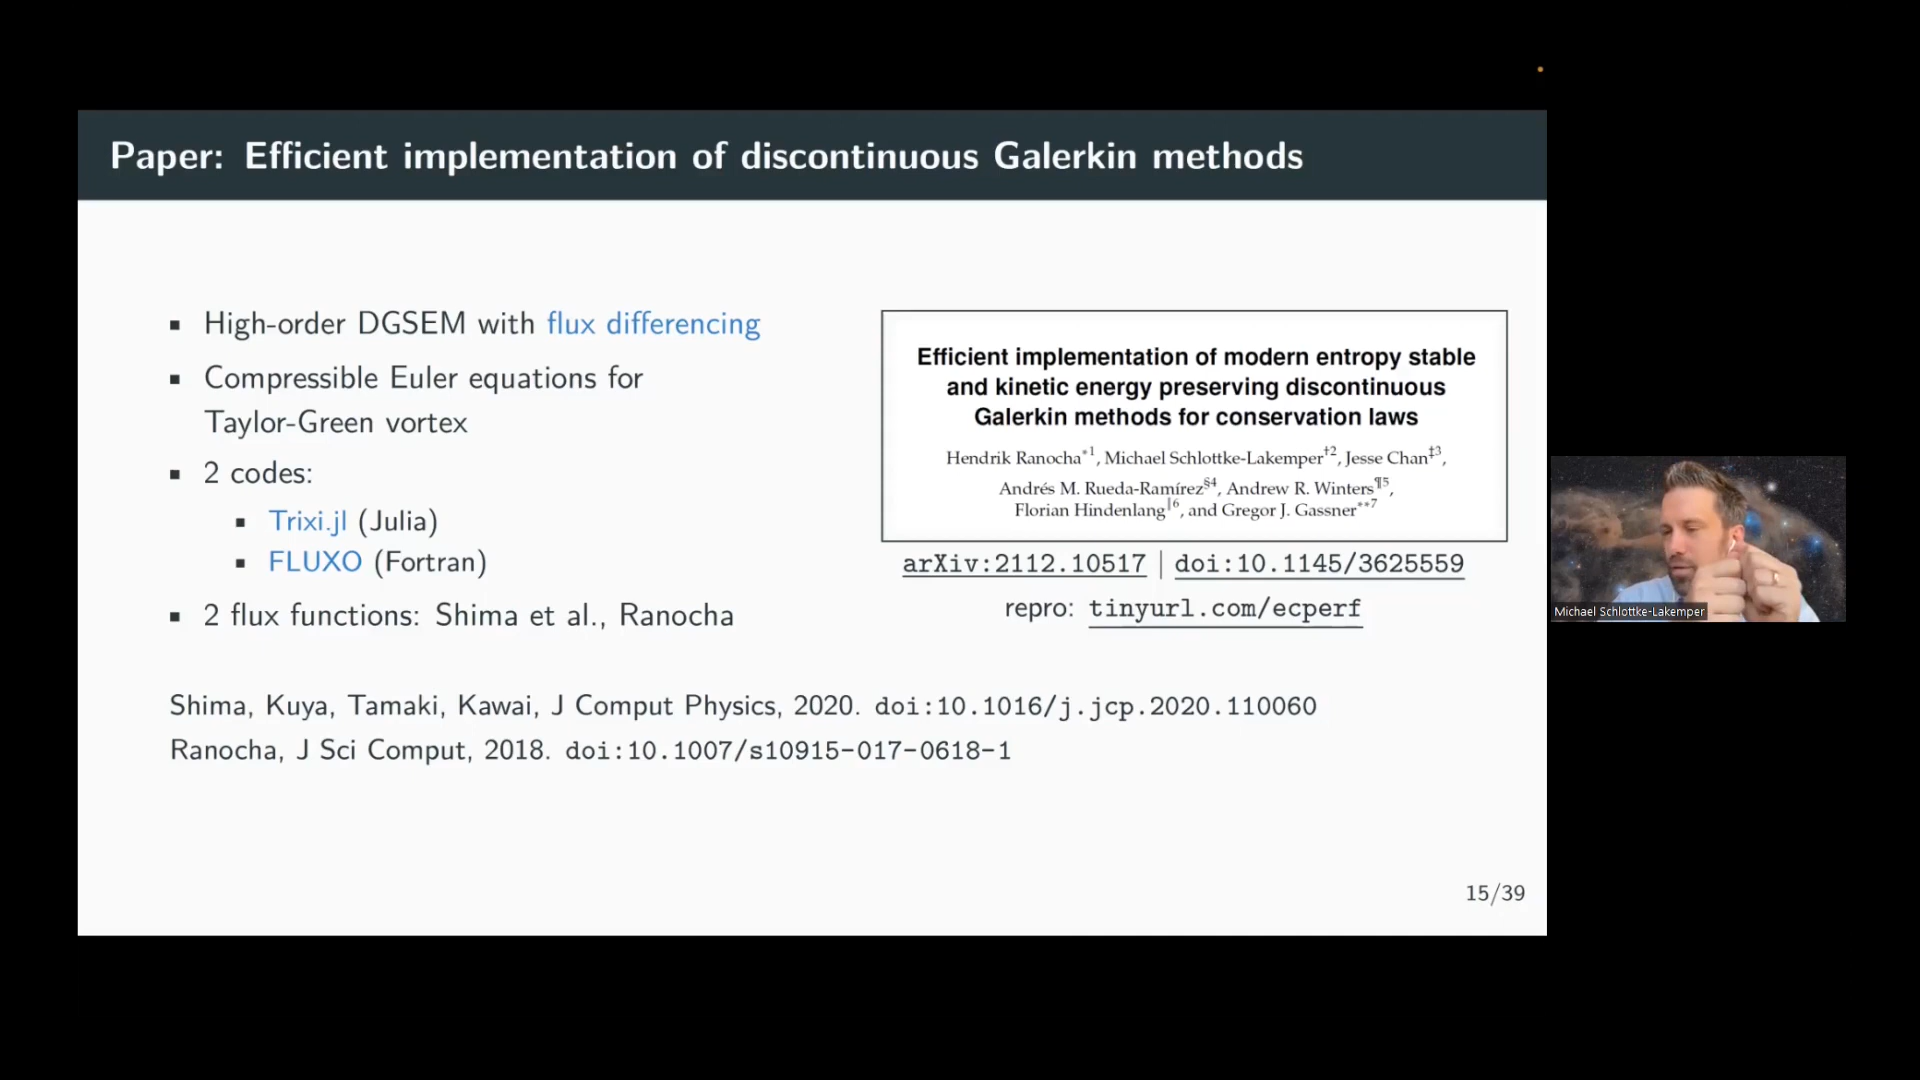 Paper: Efficient implementation of discontinuous Galerkin methods
▪ High-order DGSEM with flux differencing
▪ Compressible Euler equations for
Taylor-Green vortex
▪ 2 codes:
▪ Trixi.jl (Julia)
▪ FLUXO (Fortran)
▪ 2 flux functions: Shima et al., Ranocha
Efficient implementation of modern entropy stable
and kinetic energy preserving discontinuous
Galerkin methods for conservation laws
Hendrik Ranocha*1, Michael Schlottke-Lakemper†2, Jesse Chan‡3,
Andrés M. Rueda-Ramírez§4, Andrew R. Winters¶5,
Florian Hindenlang‖6, and Gregor J. Gassner**7
arXiv:2112.10517 | doi:10.1145/3625559
repro: tinyurl.com/ecperf
Shima, Kuya, Tamaki, Kawai, J Comput Physics, 2020. doi:10.1016/j.jcp.2020.110060
Ranocha, J Sci Comput, 2018. doi:10.1007/s10915-017-0618-1
15/39
Michael Schlottke-Lakemper